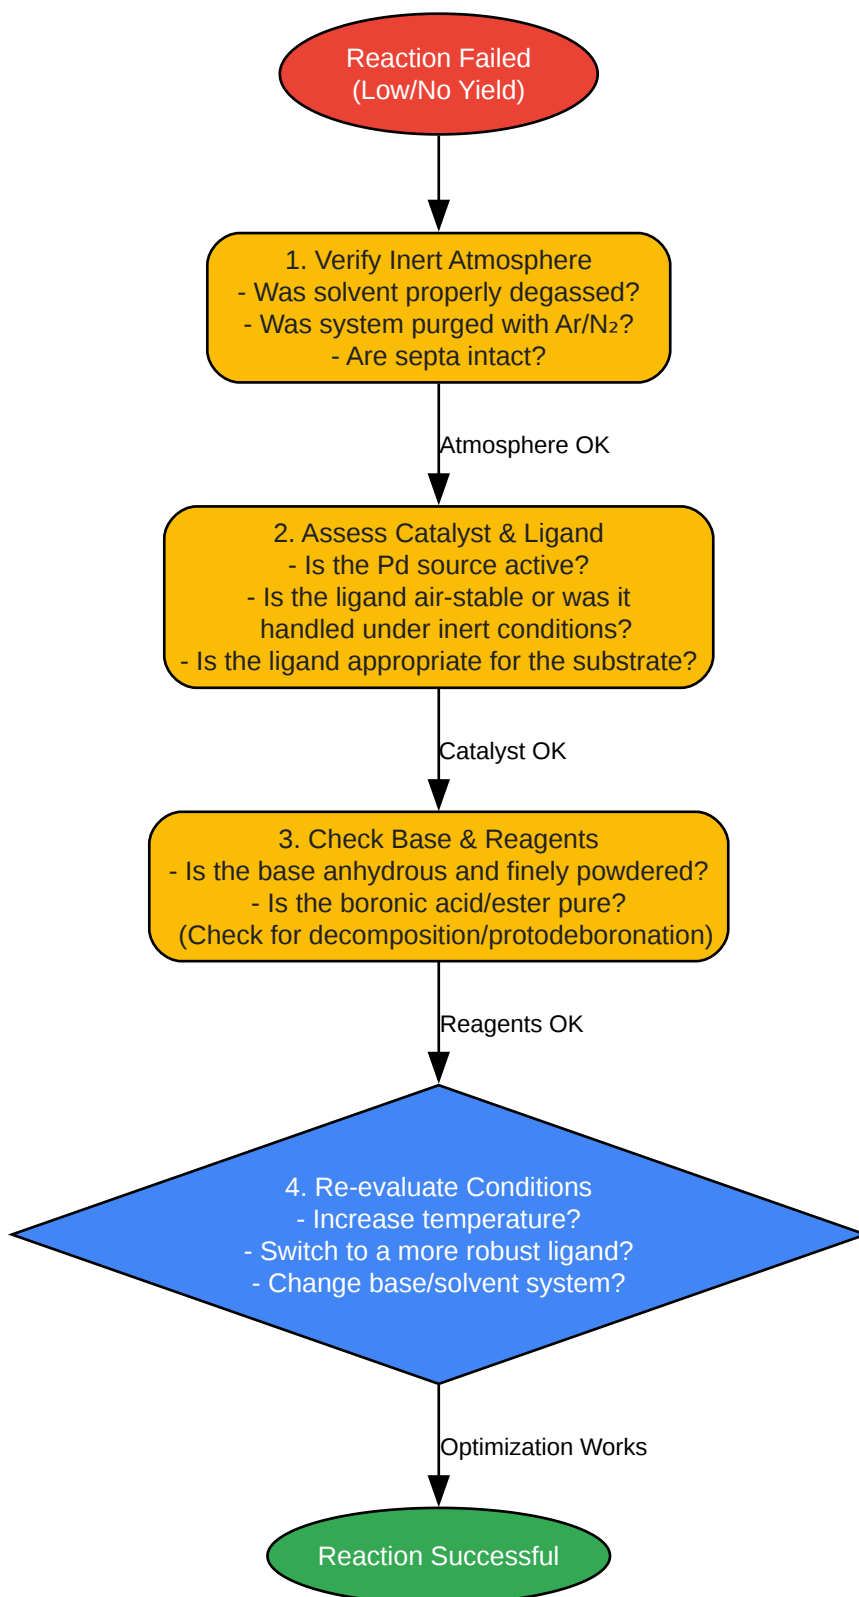 Reaction Failed
(Low/No Yield)
1. Verify Inert Atmosphere
- Was solvent properly degassed?
- Was system purged with Ar/N₂?
- Are septa intact?
Atmosphere OK
2. Assess Catalyst & Ligand
- Is the Pd source active?
- Is the ligand air-stable or was it
handled under inert conditions?
- Is the ligand appropriate for the substrate?
Catalyst OK
3. Check Base & Reagents
- Is the base anhydrous and finely powdered?
- Is the boronic acid/ester pure?
(Check for decomposition/protodeboronation)
Reagents OK
4. Re-evaluate Conditions
- Increase temperature?
- Switch to a more robust ligand?
- Change base/solvent system?
Optimization Works
Reaction Successful